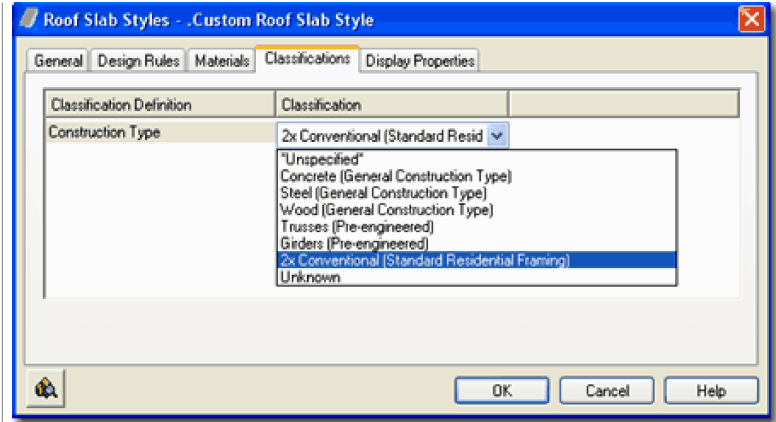 Roof Slab Styles - .Custom Roof Slab Style
General Design Rules Materials Classifications Display Properties
Classification Definition Classification
Construction Type 2x Conventional (Standard Resid
"Unspecified"
Concrete (General Construction Type)
Steel (General Construction Type)
Wood (General Construction Type)
Trusses (Pre-engineered)
Girders (Pre-engineered)
2x Conventional (Standard Residential Framing)
Unknown
OK Cancel Help